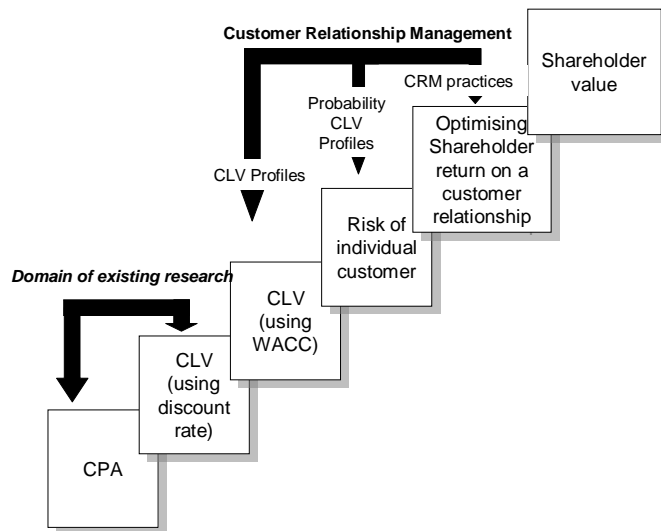 Customer Relationship Management
Shareholder
value
CRM practices
Probability
CLV
Profiles
Optimising
Shareholder
return on a
customer
relationship
CLV Profiles
Risk of
individual
customer
Domain of existing research
CLV
(using
WACC)
CLV
(using
discount
rate)
CPA